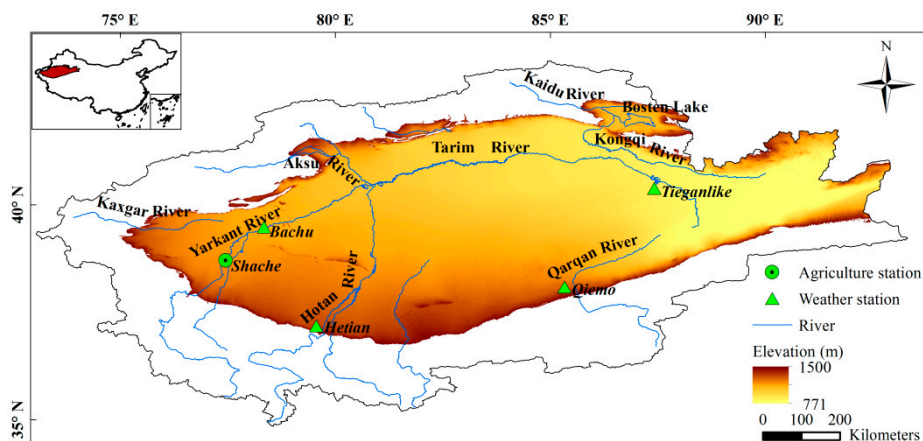 75° E
80° E
85° E
90° E
N
Kaidu River
Bosten Lake
Kongqi River
Tarim River
Aksu River
Tieganlike
40° N
Kaxgar River
Yarkant River
Bachu
Shache
Qarqan River
Qiemo
Hotan River
Hetian
Agriculture station
Weather station
River
Elevation (m)
1500
771
35° N
0 100 200
Kilometers